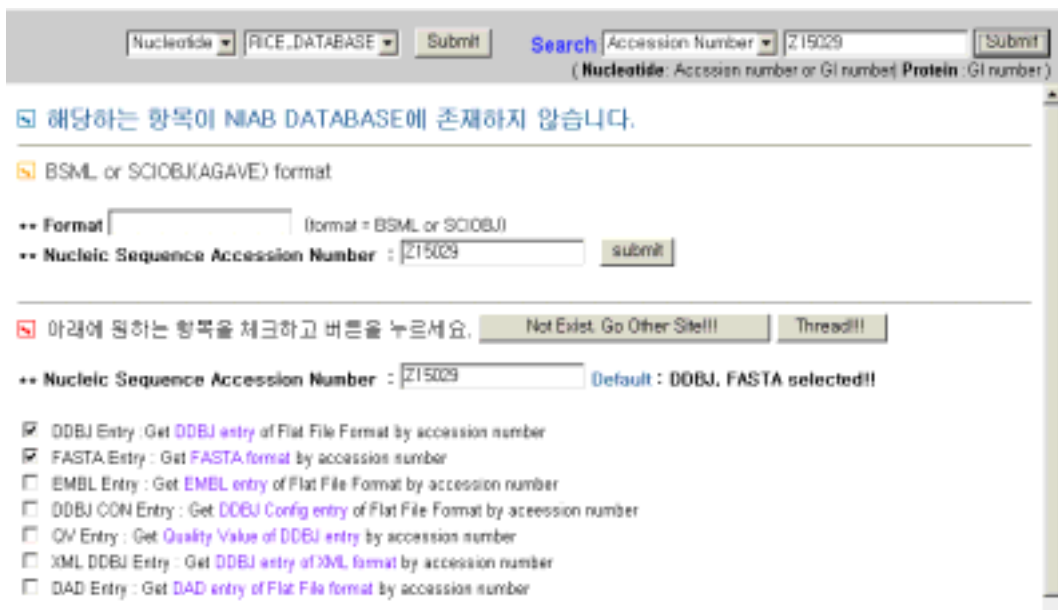 Nucleotide RICE_DATABASE Submit Search Accession Number Z15029 Submit
( Nucleotide: Accssion number or GI number| Protein :GI number )
해당하는 항목이 NIAB DATABASE에 존재하지 않습니다.
BSML or SCIOBJ(AGAVE) format
** Format (format = BSML or SCIOBJ)
** Nucleic Sequence Accession Number : Z15029 submit
아래에 원하는 항목을 체크하고 버튼을 누르세요. Not Exist. Go Other Site!!! Thread!!!
** Nucleic Sequence Accession Number : Z15029 Default : DDBJ, FASTA selected!!
DDBJ Entry :Get DDBJ entry of Flat File Format by accession number
FASTA Entry : Get FASTA format by accession number
EMBL Entry : Get EMBL entry of Flat File Format by accession number
DDBJ CON Entry : Get DDBJ Config entry of Flat File Format by aceession number
QV Entry : Get Quality Value of DDBJ entry by accession number
XML DDBJ Entry : Get DDBJ entry of XML format by accession number
DAD Entry : Get DAD entry of Flat File format by accession number